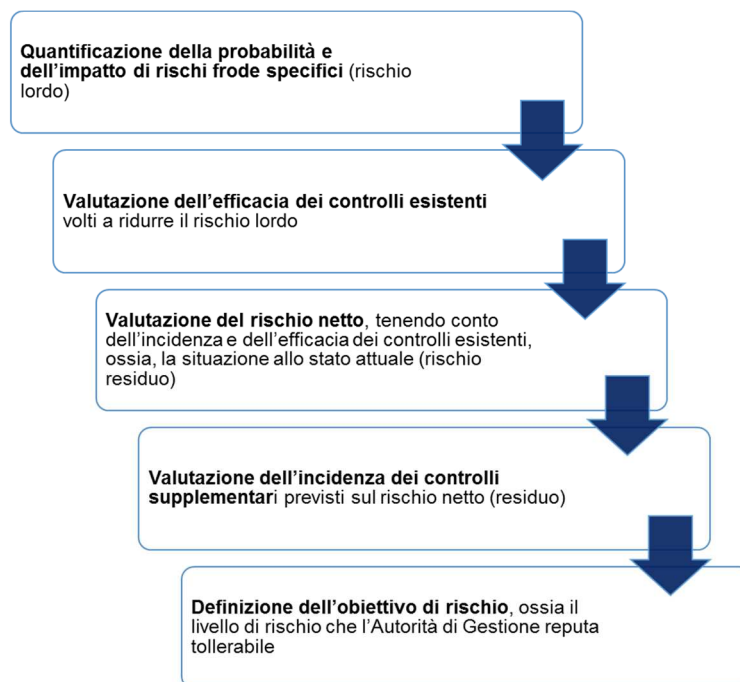 Quantificazione della probabilità e
dell'impatto di rischi frode specifici (rischio
lordo)
Valutazione dell'efficacia dei controlli esistenti
volti a ridurre il rischio lordo
Valutazione del rischio netto, tenendo conto
dell'incidenza e dell'efficacia dei controlli esistenti,
ossia, la situazione allo stato attuale (rischio
residuo)
Valutazione dell'incidenza dei controlli
supplementari previsti sul rischio netto (residuo)
Definizione dell'obiettivo di rischio, ossia il
livello di rischio che l'Autorità di Gestione reputa
tollerabile